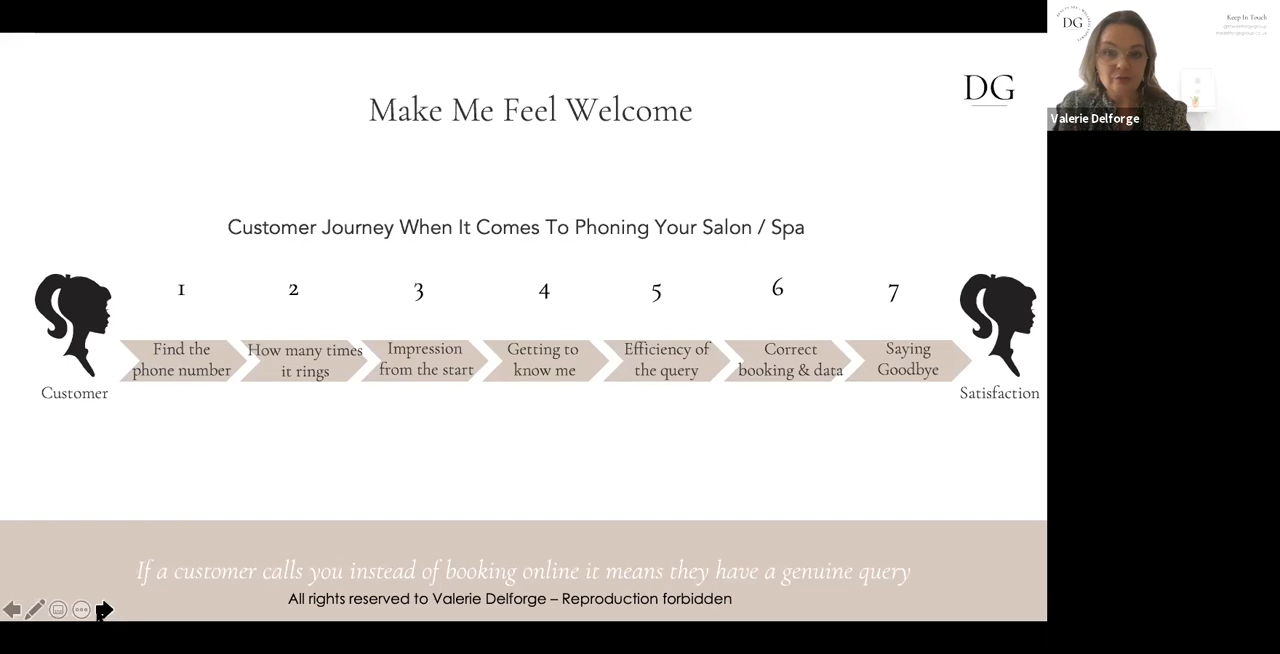 Make Me Feel Welcome
DG
Customer Journey When It Comes To Phoning Your Salon / Spa
1 2 3 4 5 6 7
Find the
phone number
How many times
it rings
Impression
from the start
Getting to
know me
Efficiency of
the query
Correct
booking & data
Saying
Goodbye
Customer
Satisfaction
If a customer calls you instead of booking online it means they have a genuine query
All rights reserved to Valerie Delforge – Reproduction forbidden
DG
Keep In Touch
Valerie Delforge